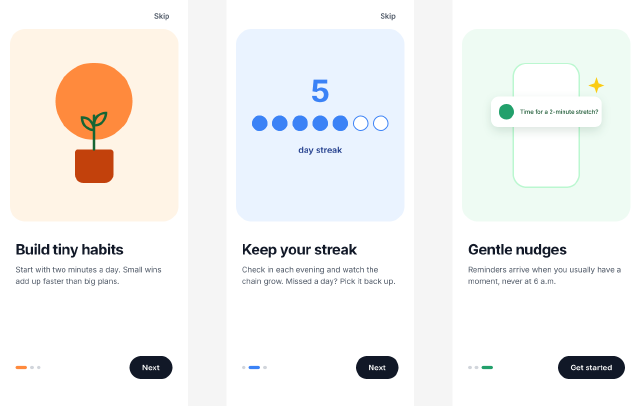 Skip
Build tiny habits
Start with two minutes a day. Small wins
add up faster than big plans.
Next
Skip
5
day streak
Keep your streak
Check in each evening and watch the
chain grow. Missed a day? Pick it back up.
Next
Time for a 2-minute stretch?
Gentle nudges
Reminders arrive when you usually have a
moment, never at 6 a.m.
Get started